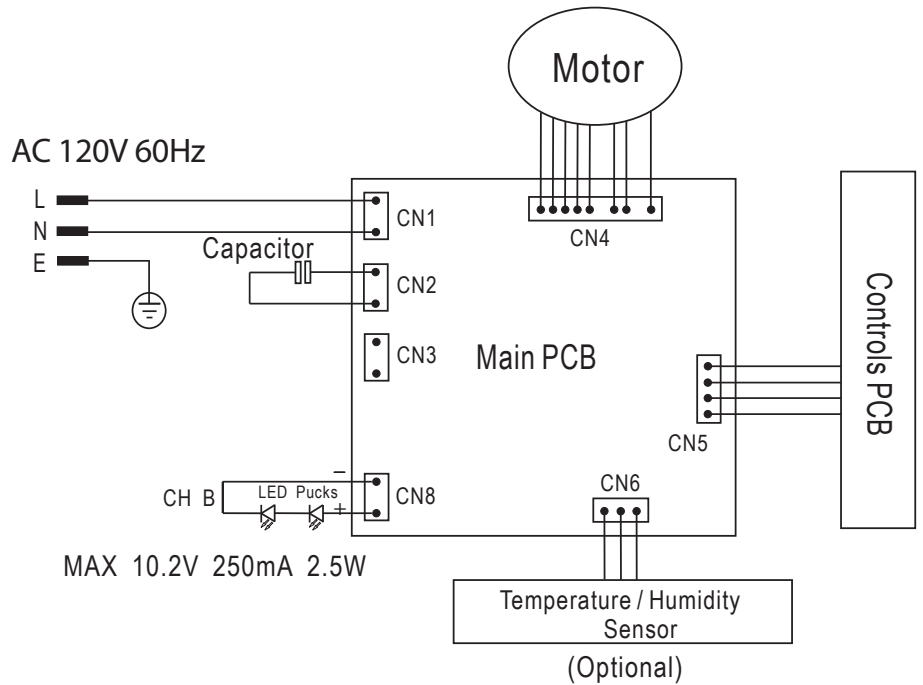 Motor
AC 120V 60Hz
L
N
E
CN1
CN4
Capacitor
CN2
CN3
Main PCB
Controls PCB
CN5
CH B
LED Pucks
−
+
CN8
CN6
MAX 10.2V 250mA 2.5W
Temperature / Humidity
Sensor
(Optional)